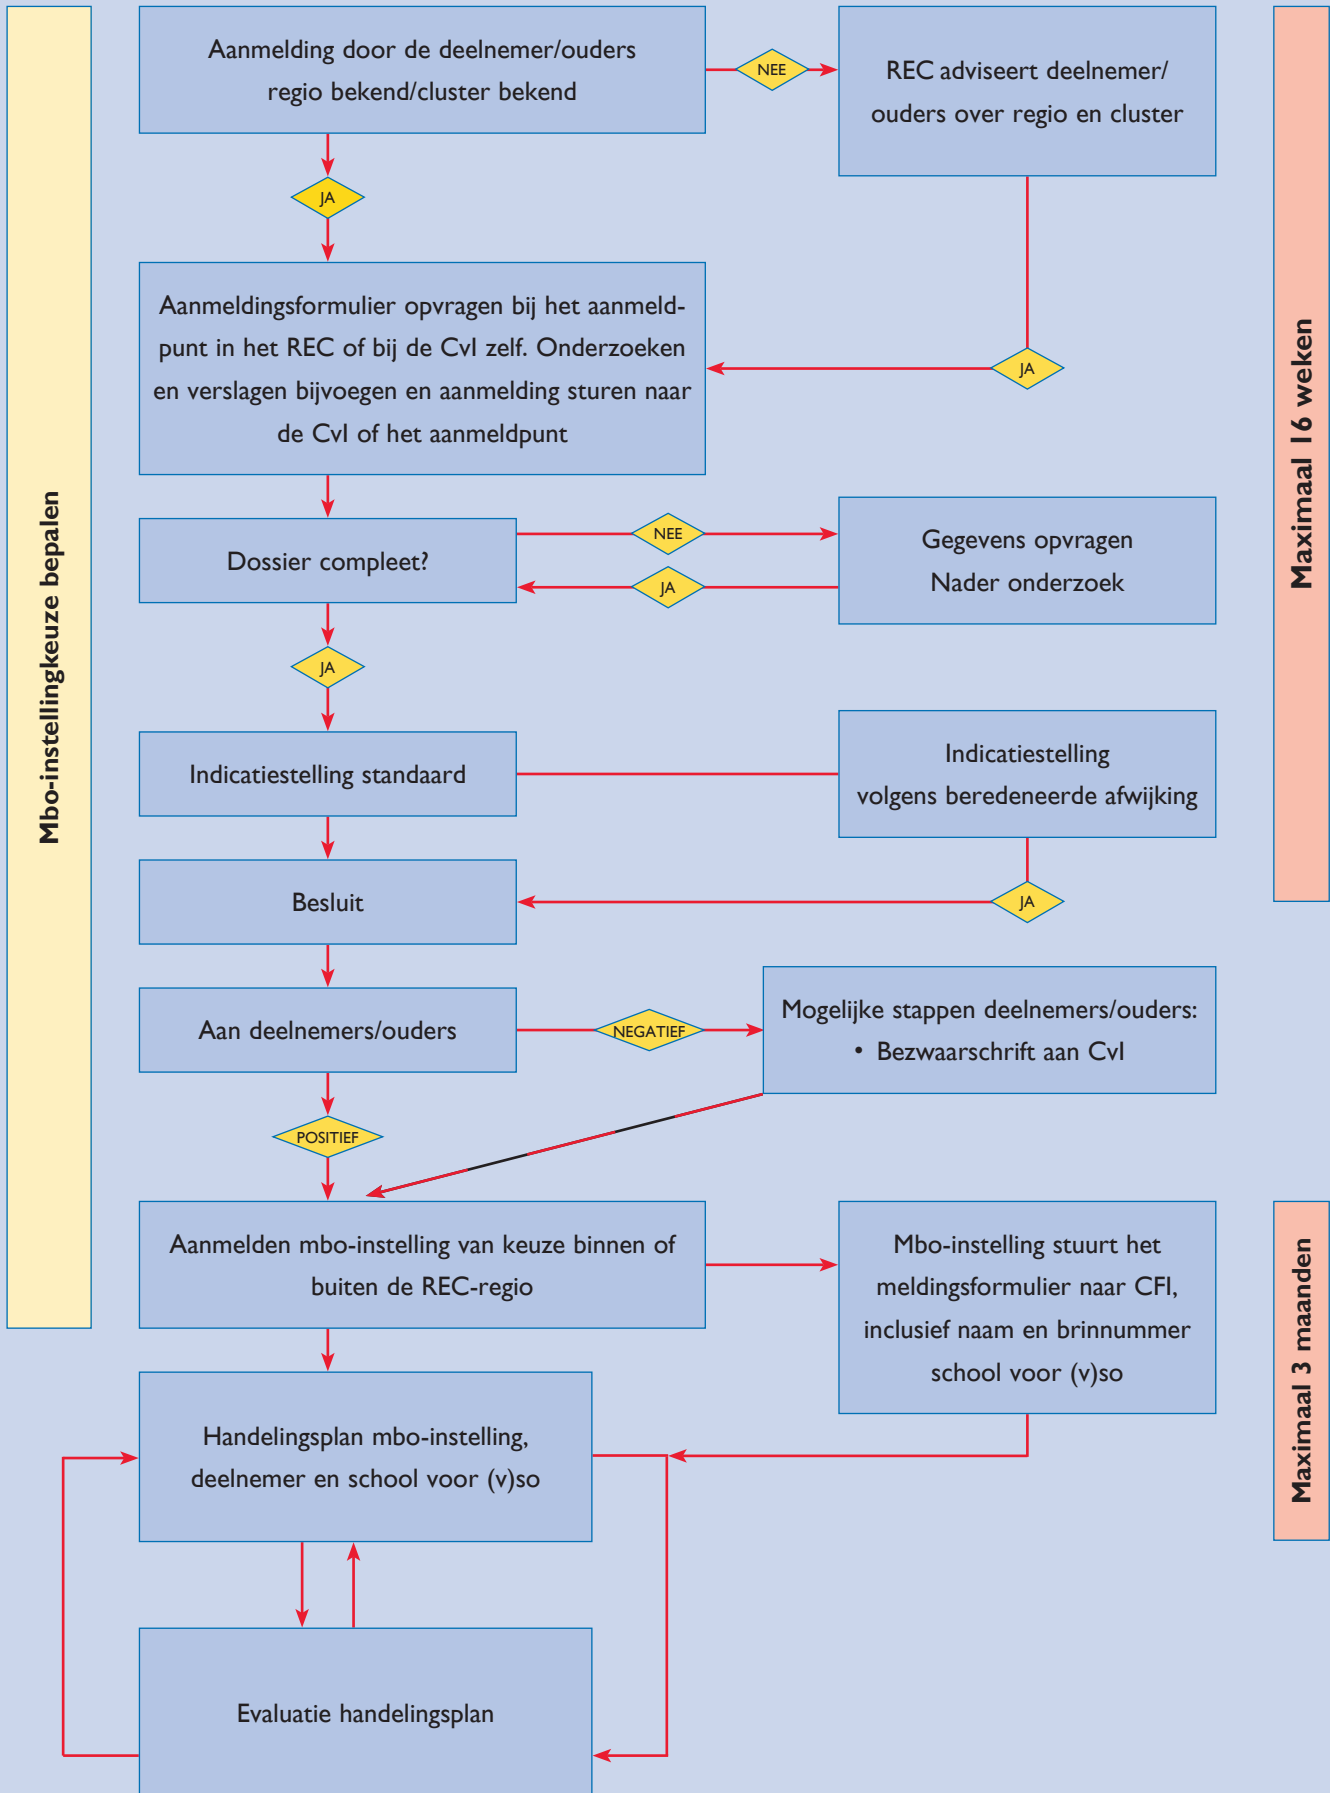 Mbo-instellingkeuze bepalen
Maximaal 16 weken
Aanmelding door de deelnemer/ouders
regio bekend/cluster bekend
NEE
REC adviseert deelnemer/
ouders over regio en cluster
JA
Aanmeldingsformulier opvragen bij het aanmeld-
punt in het REC of bij de CvI zelf. Onderzoeken
en verslagen bijvoegen en aanmelding sturen naar
de CvI of het aanmeldpunt
JA
Dossier compleet?
NEE
JA
Gegevens opvragen
Nader onderzoek
JA
Indicatiestelling standaard
Indicatiestelling
volgens beredeneerde afwijking
Besluit
JA
Aan deelnemers/ouders
NEGATIEF
Mogelijke stappen deelnemers/ouders:
• Bezwaarschrift aan CvI
POSITIEF
Aanmelden mbo-instelling van keuze binnen of
buiten de REC-regio
Mbo-instelling stuurt het
meldingsformulier naar CFI,
inclusief naam en brinnummer
school voor (v)so
Maximaal 3 maanden
Handelingsplan mbo-instelling,
deelnemer en school voor (v)so
Evaluatie handelingsplan